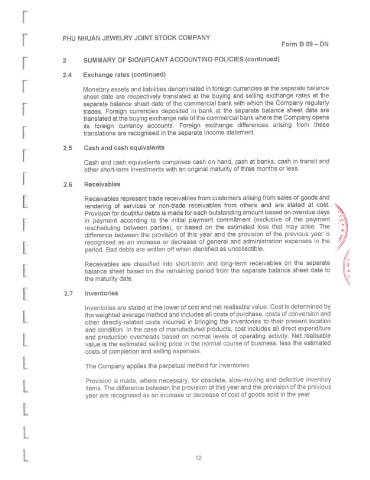 PHU NHUAN JEWELRY JOINT STOCK COMPANY
Form B 09 – DN
2 SUMMARY OF SIGNIFICANT ACCOUNTING POLICIES (continued)
2.4 Exchange rates (continued)
Monetary assets and liabilities denominated in foreign currencies at the separate balance
sheet date are respectively translated at the buying and selling exchange rates at the
separate balance sheet date of the commercial bank with which the Company regularly
trades. Foreign currencies deposited in bank at the separate balance sheet date are
translated at the buying exchange rate of the commercial bank where the Company opens
its foreign currency accounts. Foreign exchange differences arising from these
translations are recognised in the separate income statement.
2.5 Cash and cash equivalents
Cash and cash equivalents comprises cash on hand, cash at banks, cash in transit and
other short-term investments with an original maturity of three months or less.
2.6 Receivables
Receivables represent trade receivables from customers arising from sales of goods and
rendering of services or non-trade receivables from others and are stated at cost.
Provision for doubtful debts is made for each outstanding amount based on overdue days
in payment according to the initial payment commitment (exclusive of the payment
rescheduling between parties), or based on the estimated loss that may arise. The
difference between the provision of this year and the provision of the previous year is
recognised as an increase or decrease of general and administration expenses in the
period. Bad debts are written off when identified as uncollectible.
Receivables are classified into short-term and long-term receivables on the separate
balance sheet based on the remaining period from the separate balance sheet date to
the maturity date.
2.7 Inventories
Inventories are stated at the lower of cost and net realisable value. Cost is determined by
the weighted average method and includes all costs of purchase, costs of conversion and
other directly-related costs incurred in bringing the inventories to their present location
and condition. In the case of manufactured products, cost includes all direct expenditure
and production overheads based on normal levels of operating activity. Net realisable
value is the estimated selling price in the normal course of business, less the estimated
costs of completion and selling expenses.
The Company applies the perpetual method for inventories.
Provision is made, where necessary, for obsolete, slow-moving and defective inventory
items. The difference between the provision of this year and the provision of the previous
year are recognised as an increase or decrease of cost of goods sold in the year.
12